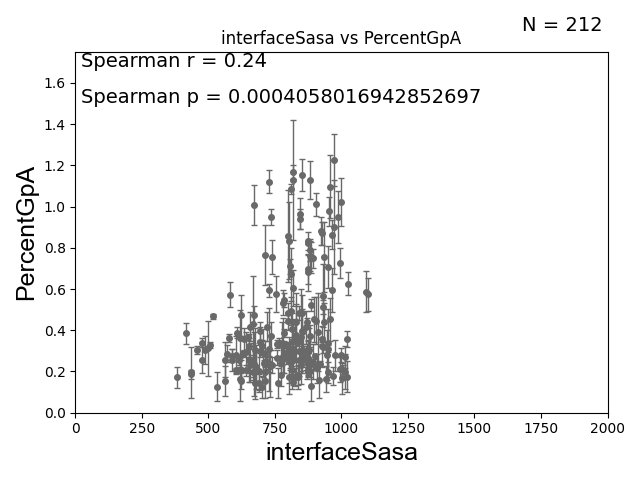 N = 212
interfaceSasa vs PercentGpA
Spearman r = 0.24
Spearman p = 0.0004058016942852697
1.6
1.4
1.2
1.0
0.8
0.6
0.4
0.2
0.0
PercentGpA
0 250 500 750 1000 1250 1500 1750 2000
interfaceSasa